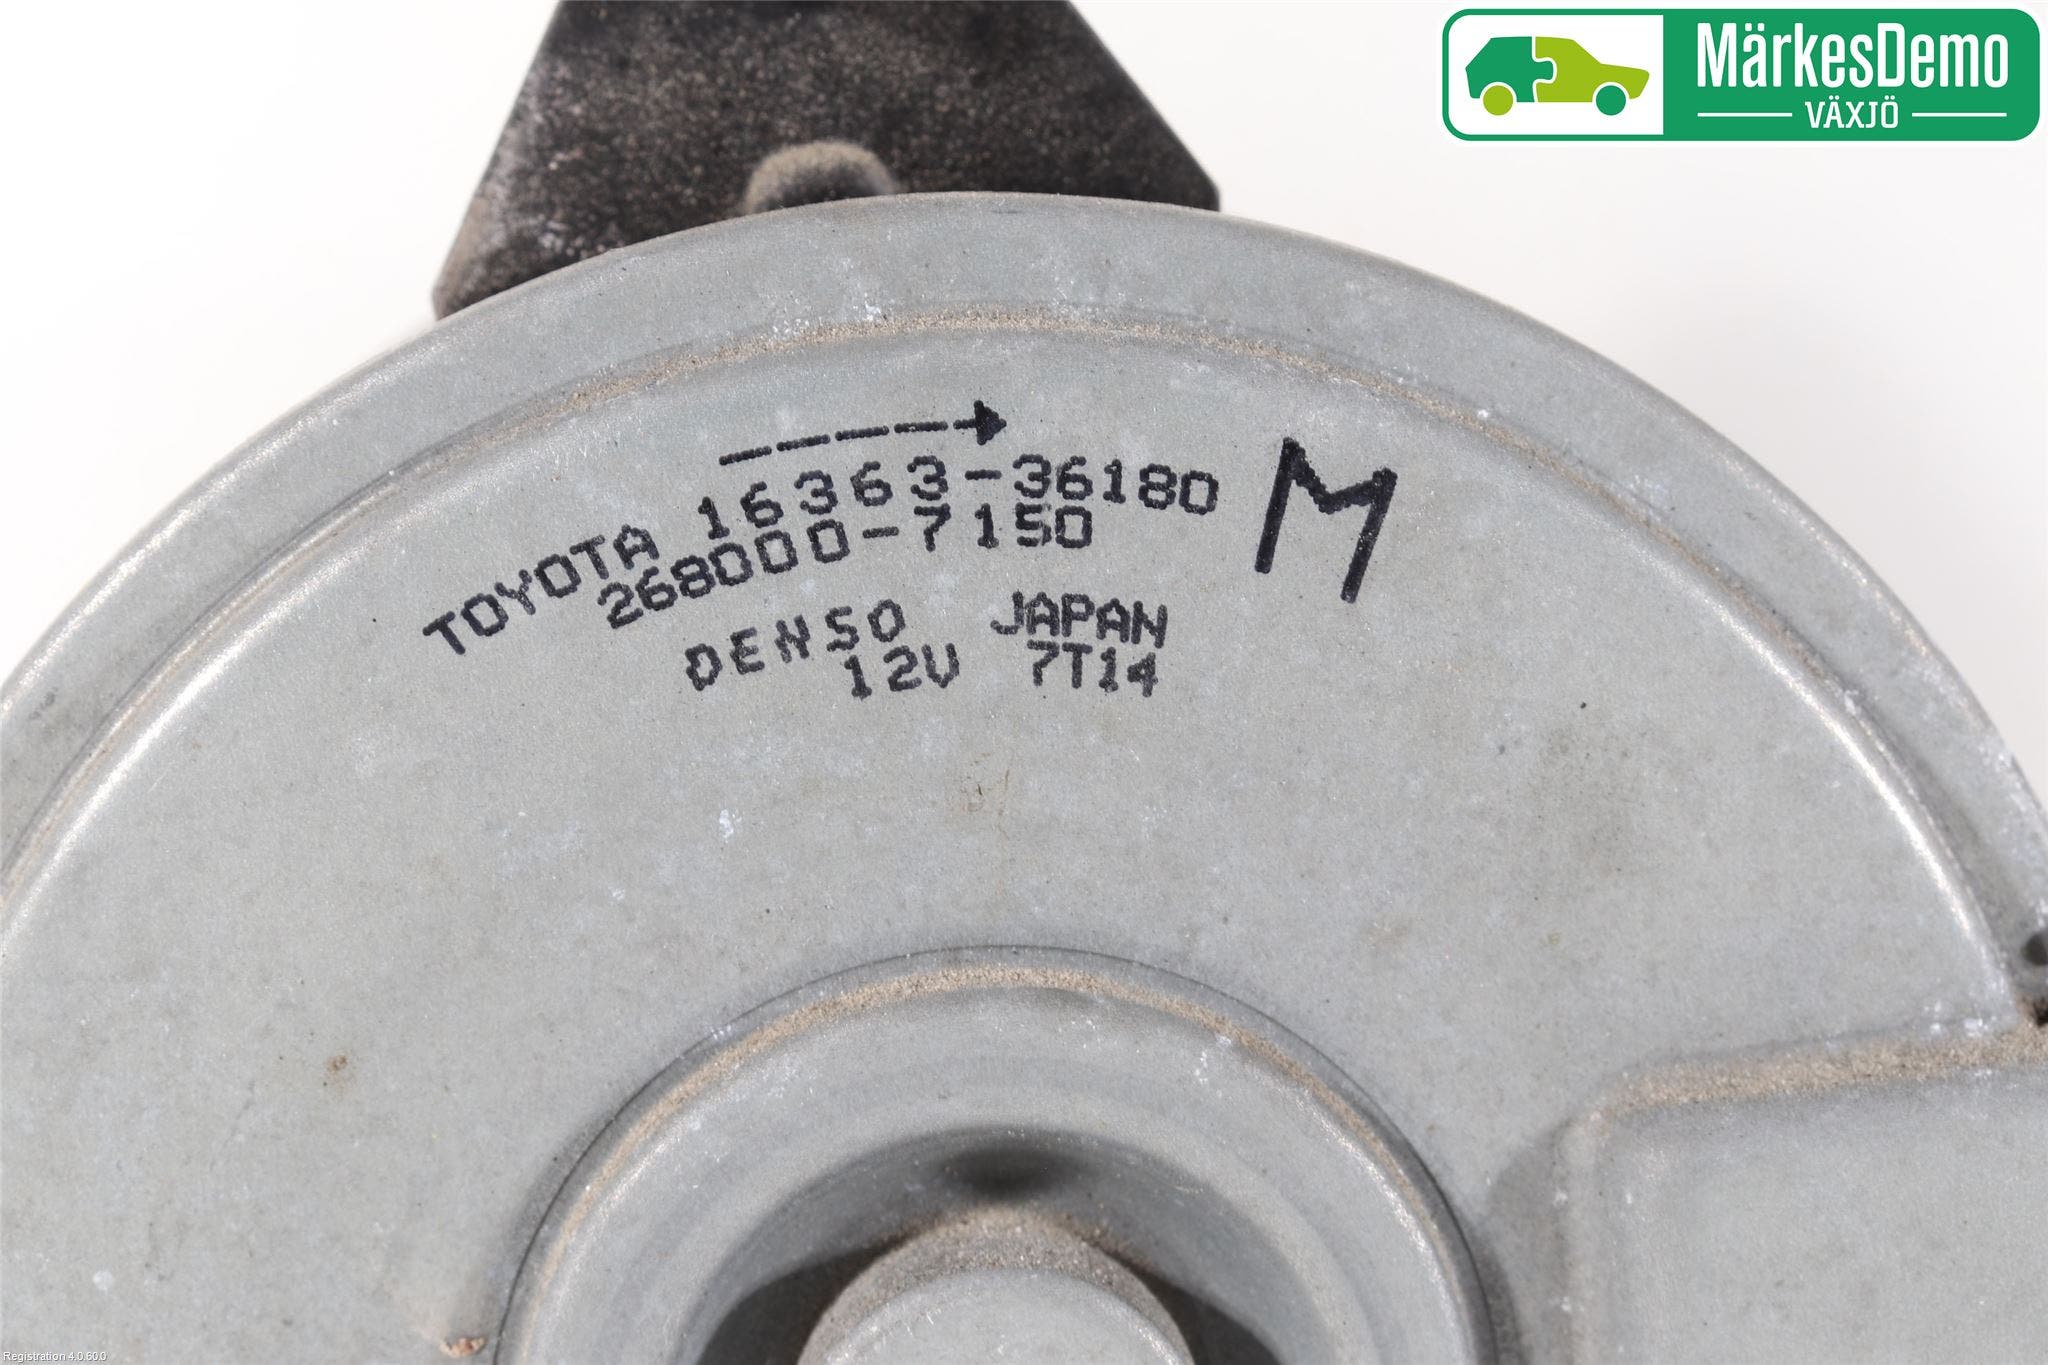 MärkesDemo
VÄXJÖ
TOYOTA 16363-36180
M
268000-7150
DENSO JAPAN
12V 7T14
Registration 4.0.60.0